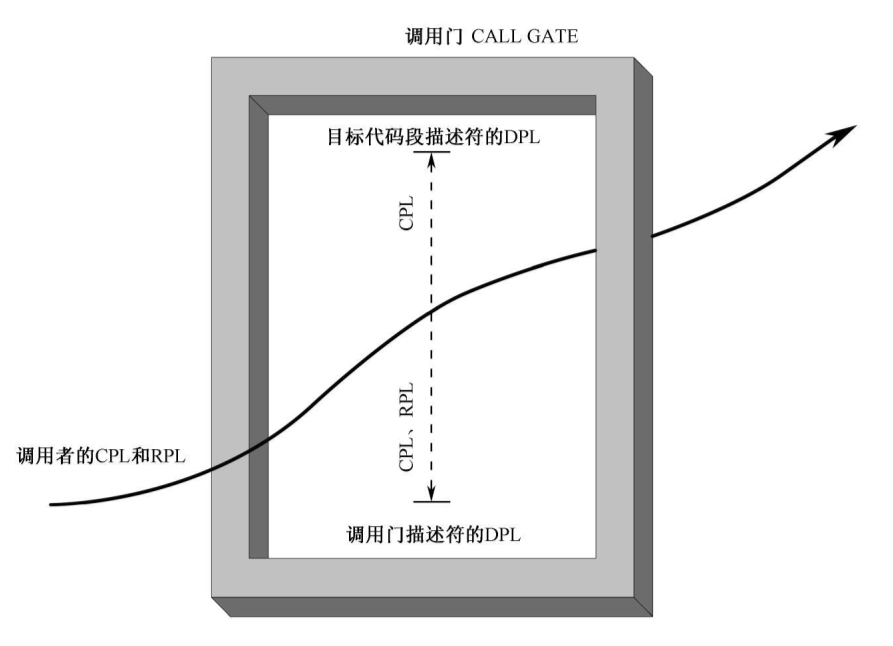 调用门 CALL GATE
目标代码段描述符的DPL
CPL
CPL、RPL
调用者的CPL和RPL
调用门描述符的DPL